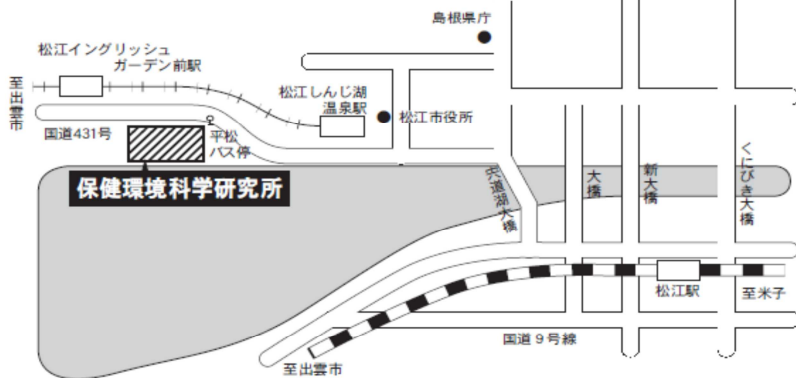 島根県庁
松江イングリッシュ
ガーデン前駅
至出雲市
松江しんじ湖
温泉駅
松江市役所
国道431号
平松
バス停
保健環境科学研究所
宍道湖大橋
大橋
新大橋
くにびき大橋
松江駅
至米子
国道9号線
至出雲市